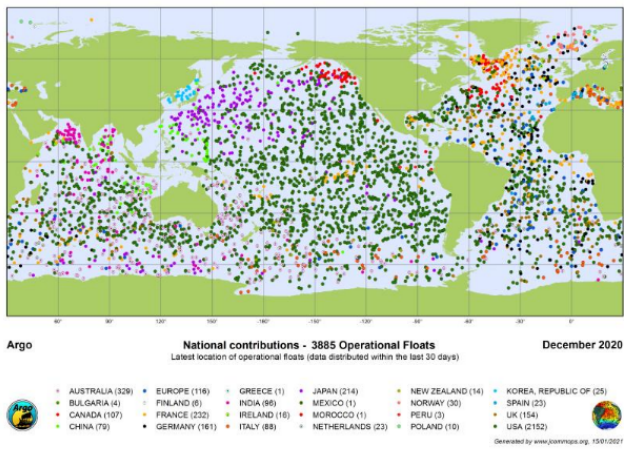 60° 90° 120° 150° -180° -150° -120° -90° -60° -30° 0°
Argo
National contributions - 3885 Operational Floats
December 2020
Latest location of operational floats (data distributed within the last 30 days)
AUSTRALIA (329) EUROPE (116) GREECE (1) JAPAN (214) NEW ZEALAND (14) KOREA, REPUBLIC OF (25)
BULGARIA (4) FINLAND (6) INDIA (96) MEXICO (1) NORWAY (30) SPAIN (23)
CANADA (107) FRANCE (232) IRELAND (16) MOROCCO (1) PERU (3) UK (154)
CHINA (79) GERMANY (161) ITALY (88) NETHERLANDS (23) POLAND (10) USA (2152)
Argo
Generated by www.jcommops.org, 15/01/2021